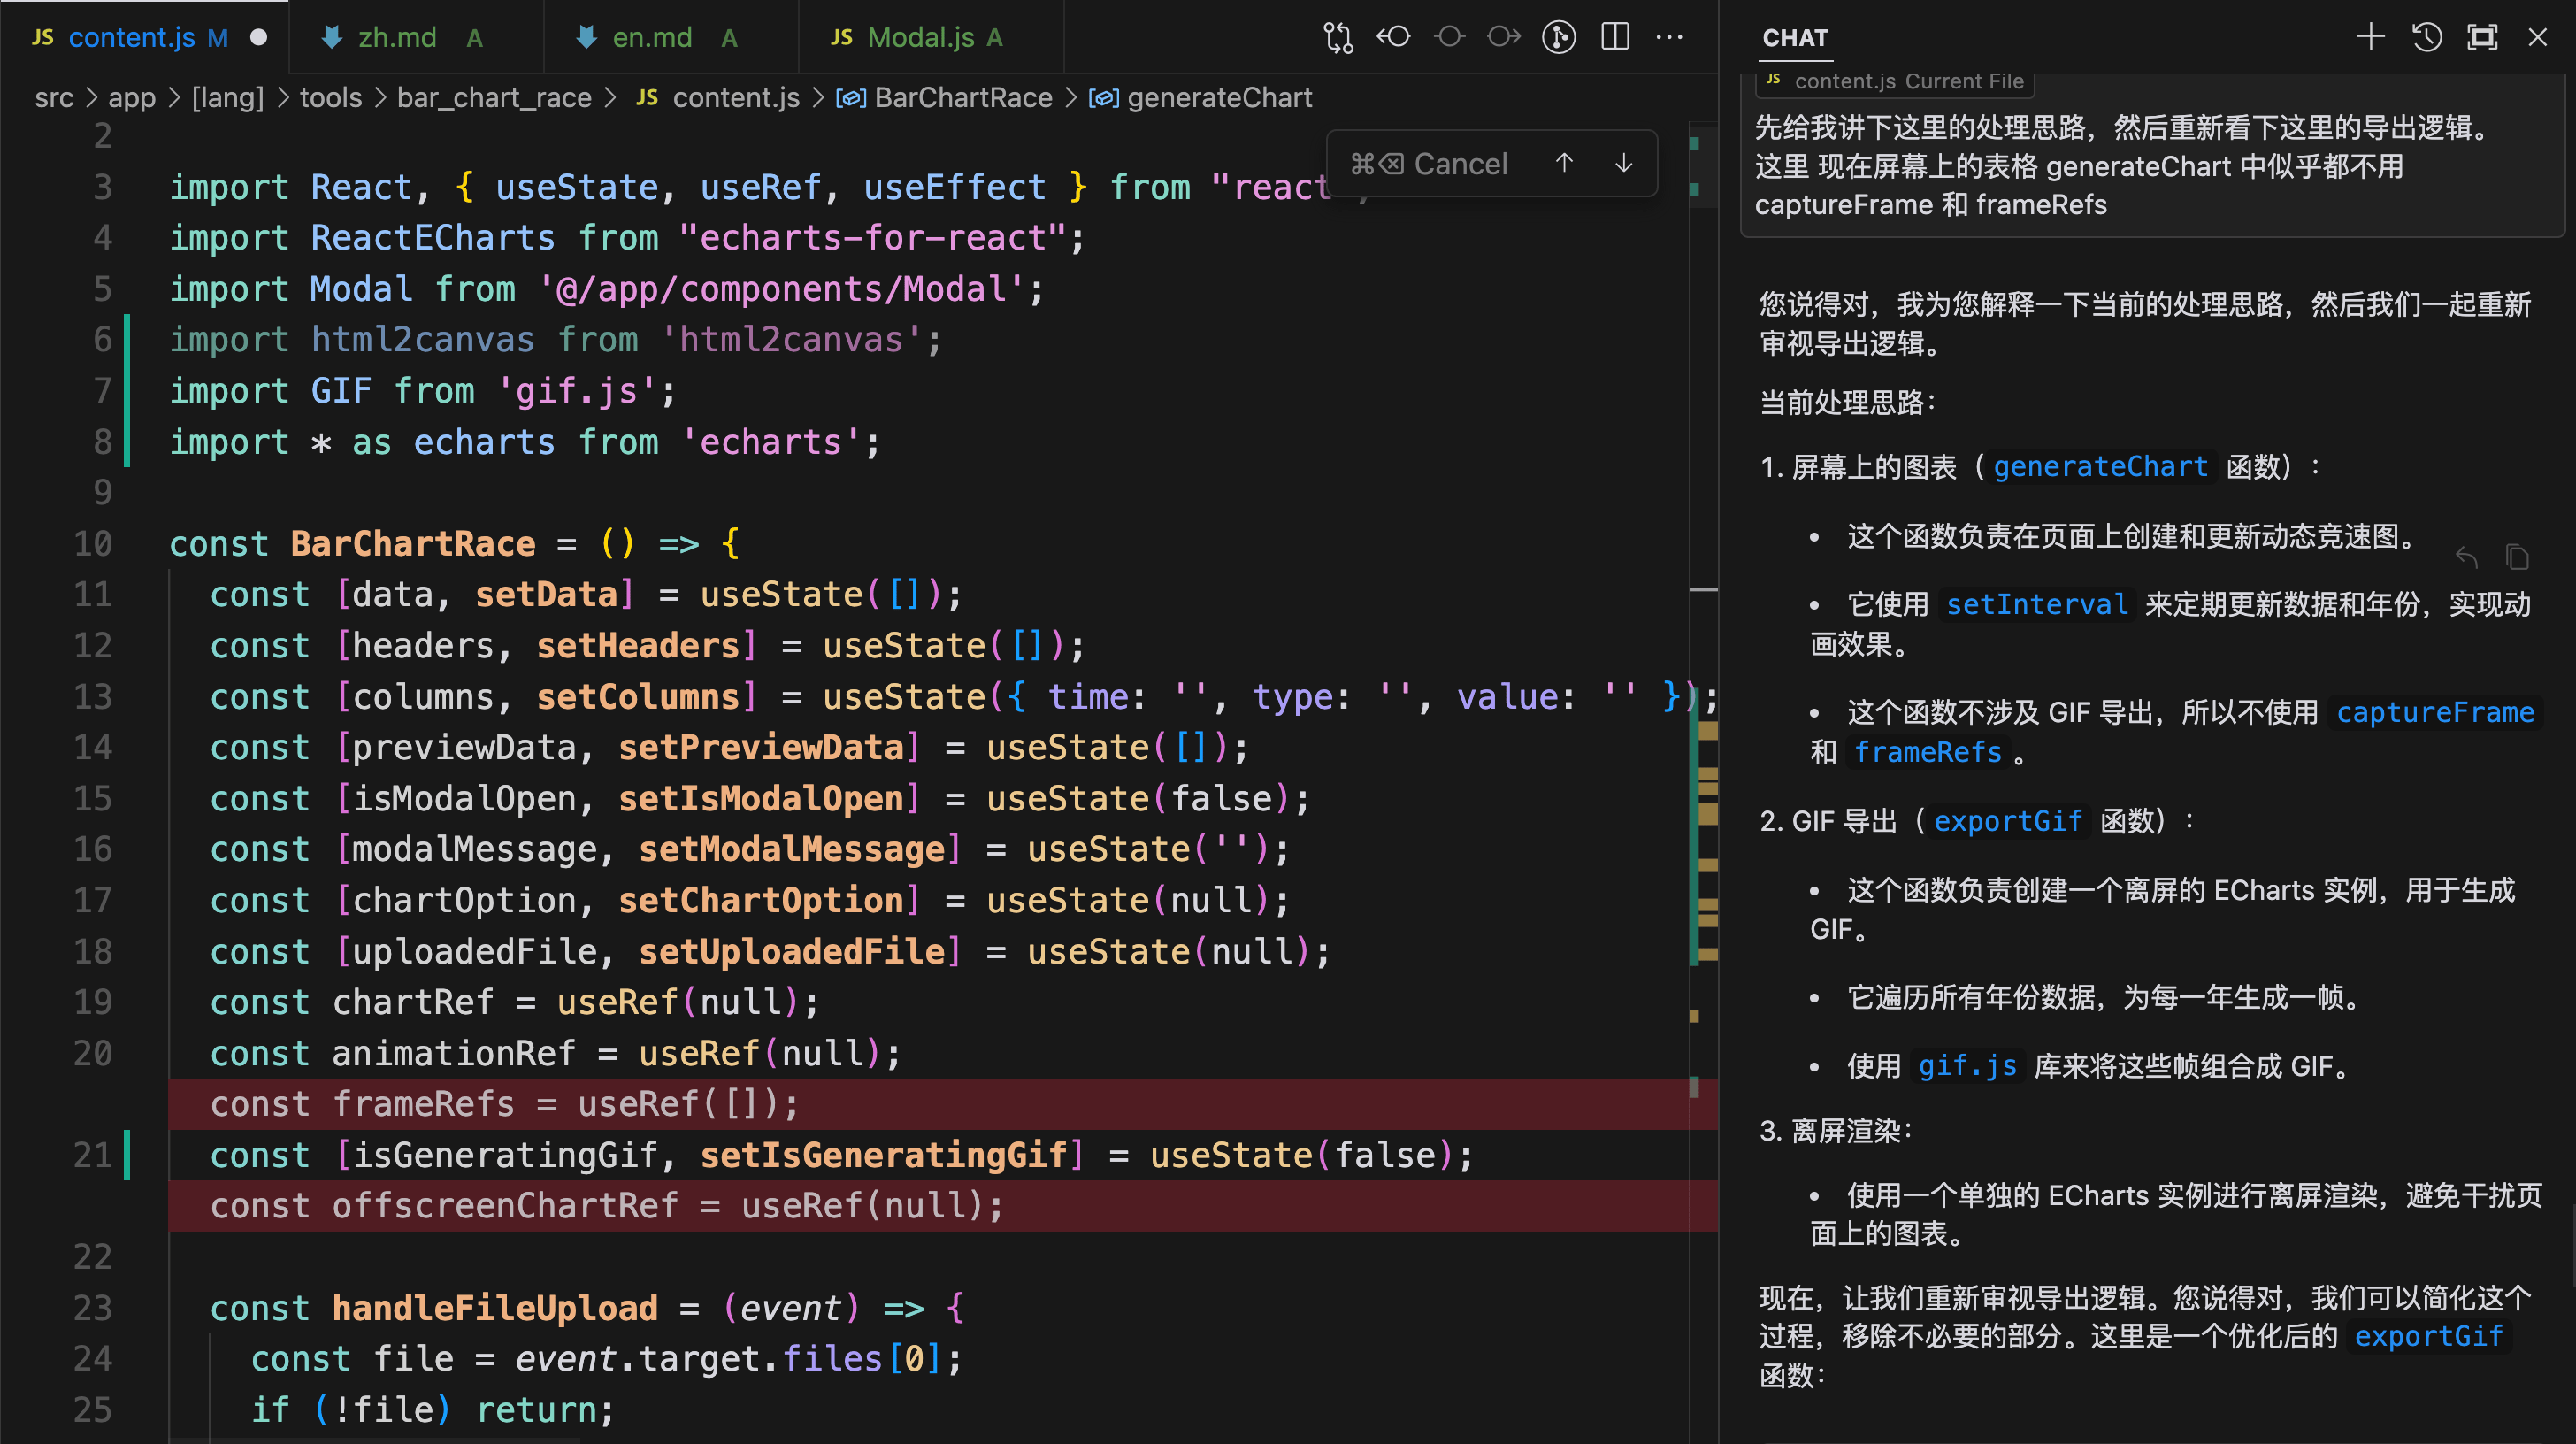 JS content.js M
zh.md A
en.md A
JS Modal.js A
src > app > [lang] > tools > bar_chart_race > JS content.js > BarChartRace > generateChart
⌘⌫ Cancel ↑ ↓
2
3 import React, { useState, useRef, useEffect } from "react
4 import ReactECharts from "echarts-for-react";
5 import Modal from '@/app/components/Modal';
6 import html2canvas from 'html2canvas';
7 import GIF from 'gif.js';
8 import * as echarts from 'echarts';
9
10 const BarChartRace = () => {
11 const [data, setData] = useState([]);
12 const [headers, setHeaders] = useState([]);
13 const [columns, setColumns] = useState({ time: '', type: '', value: '' });
14 const [previewData, setPreviewData] = useState([]);
15 const [isModalOpen, setIsModalOpen] = useState(false);
16 const [modalMessage, setModalMessage] = useState('');
17 const [chartOption, setChartOption] = useState(null);
18 const [uploadedFile, setUploadedFile] = useState(null);
19 const chartRef = useRef(null);
20 const animationRef = useRef(null);
const frameRefs = useRef([]);
21 const [isGeneratingGif, setIsGeneratingGif] = useState(false);
const offscreenChartRef = useRef(null);
22
23 const handleFileUpload = (event) => {
24 const file = event.target.files[0];
25 if (!file) return;
CHAT
JS content.js Current File
先给我讲下这里的处理思路，然后重新看下这里的导出逻辑。
这里 现在屏幕上的表格 generateChart 中似乎都不用
captureFrame 和 frameRefs
您说得对，我为您解释一下当前的处理思路，然后我们一起重新
审视导出逻辑。
当前处理思路：
1. 屏幕上的图表（ generateChart 函数）：
• 这个函数负责在页面上创建和更新动态竞速图。
• 它使用 setInterval 来定期更新数据和年份，实现动
画效果。
• 这个函数不涉及 GIF 导出，所以不使用 captureFrame
和 frameRefs 。
2. GIF 导出（ exportGif 函数）：
• 这个函数负责创建一个离屏的 ECharts 实例，用于生成
GIF。
• 它遍历所有年份数据，为每一年生成一帧。
• 使用 gif.js 库来将这些帧组合成 GIF。
3. 离屏渲染：
• 使用一个单独的 ECharts 实例进行离屏渲染，避免干扰页
面上的图表。
现在，让我们重新审视导出逻辑。您说得对，我们可以简化这个
过程，移除不必要的部分。这里是一个优化后的 exportGif
函数：